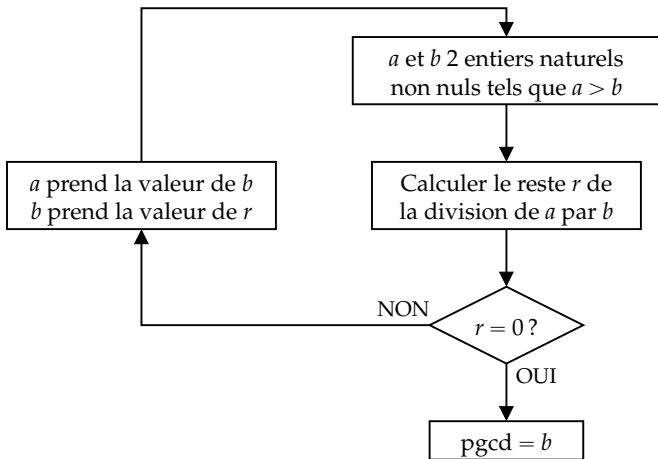 a et b 2 entiers naturels
non nuls tels que a > b
a prend la valeur de b
b prend la valeur de r
Calculer le reste r de
la division de a par b
NON
r = 0 ?
OUI
pgcd = b